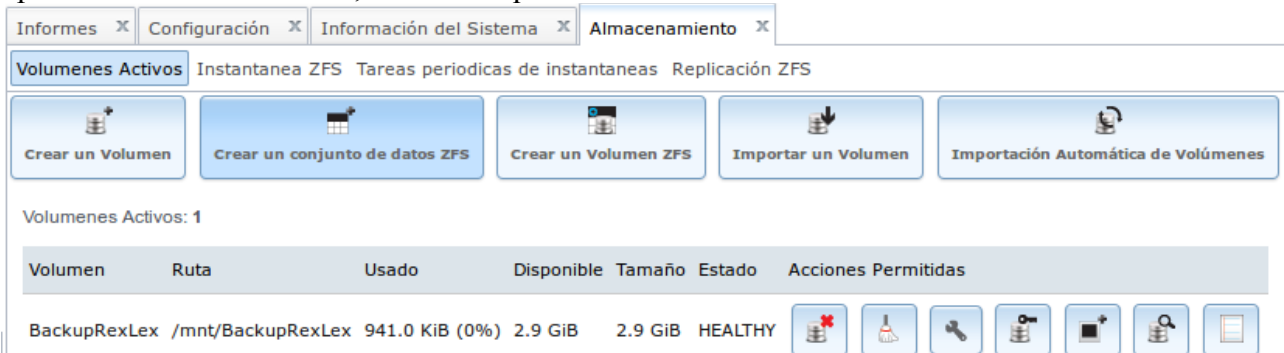 Informes X Configuración X Información del Sistema X Almacenamiento X
Volumenes Activos Instantanea ZFS Tareas periodicas de instantaneas Replicación ZFS
Crear un Volumen Crear un conjunto de datos ZFS Crear un Volumen ZFS Importar un Volumen Importación Automática de Volúmenes
Volumenes Activos: 1
Volumen Ruta Usado Disponible Tamaño Estado Acciones Permitidas
BackupRexLex /mnt/BackupRexLex 941.0 KiB (0%) 2.9 GiB 2.9 GiB HEALTHY